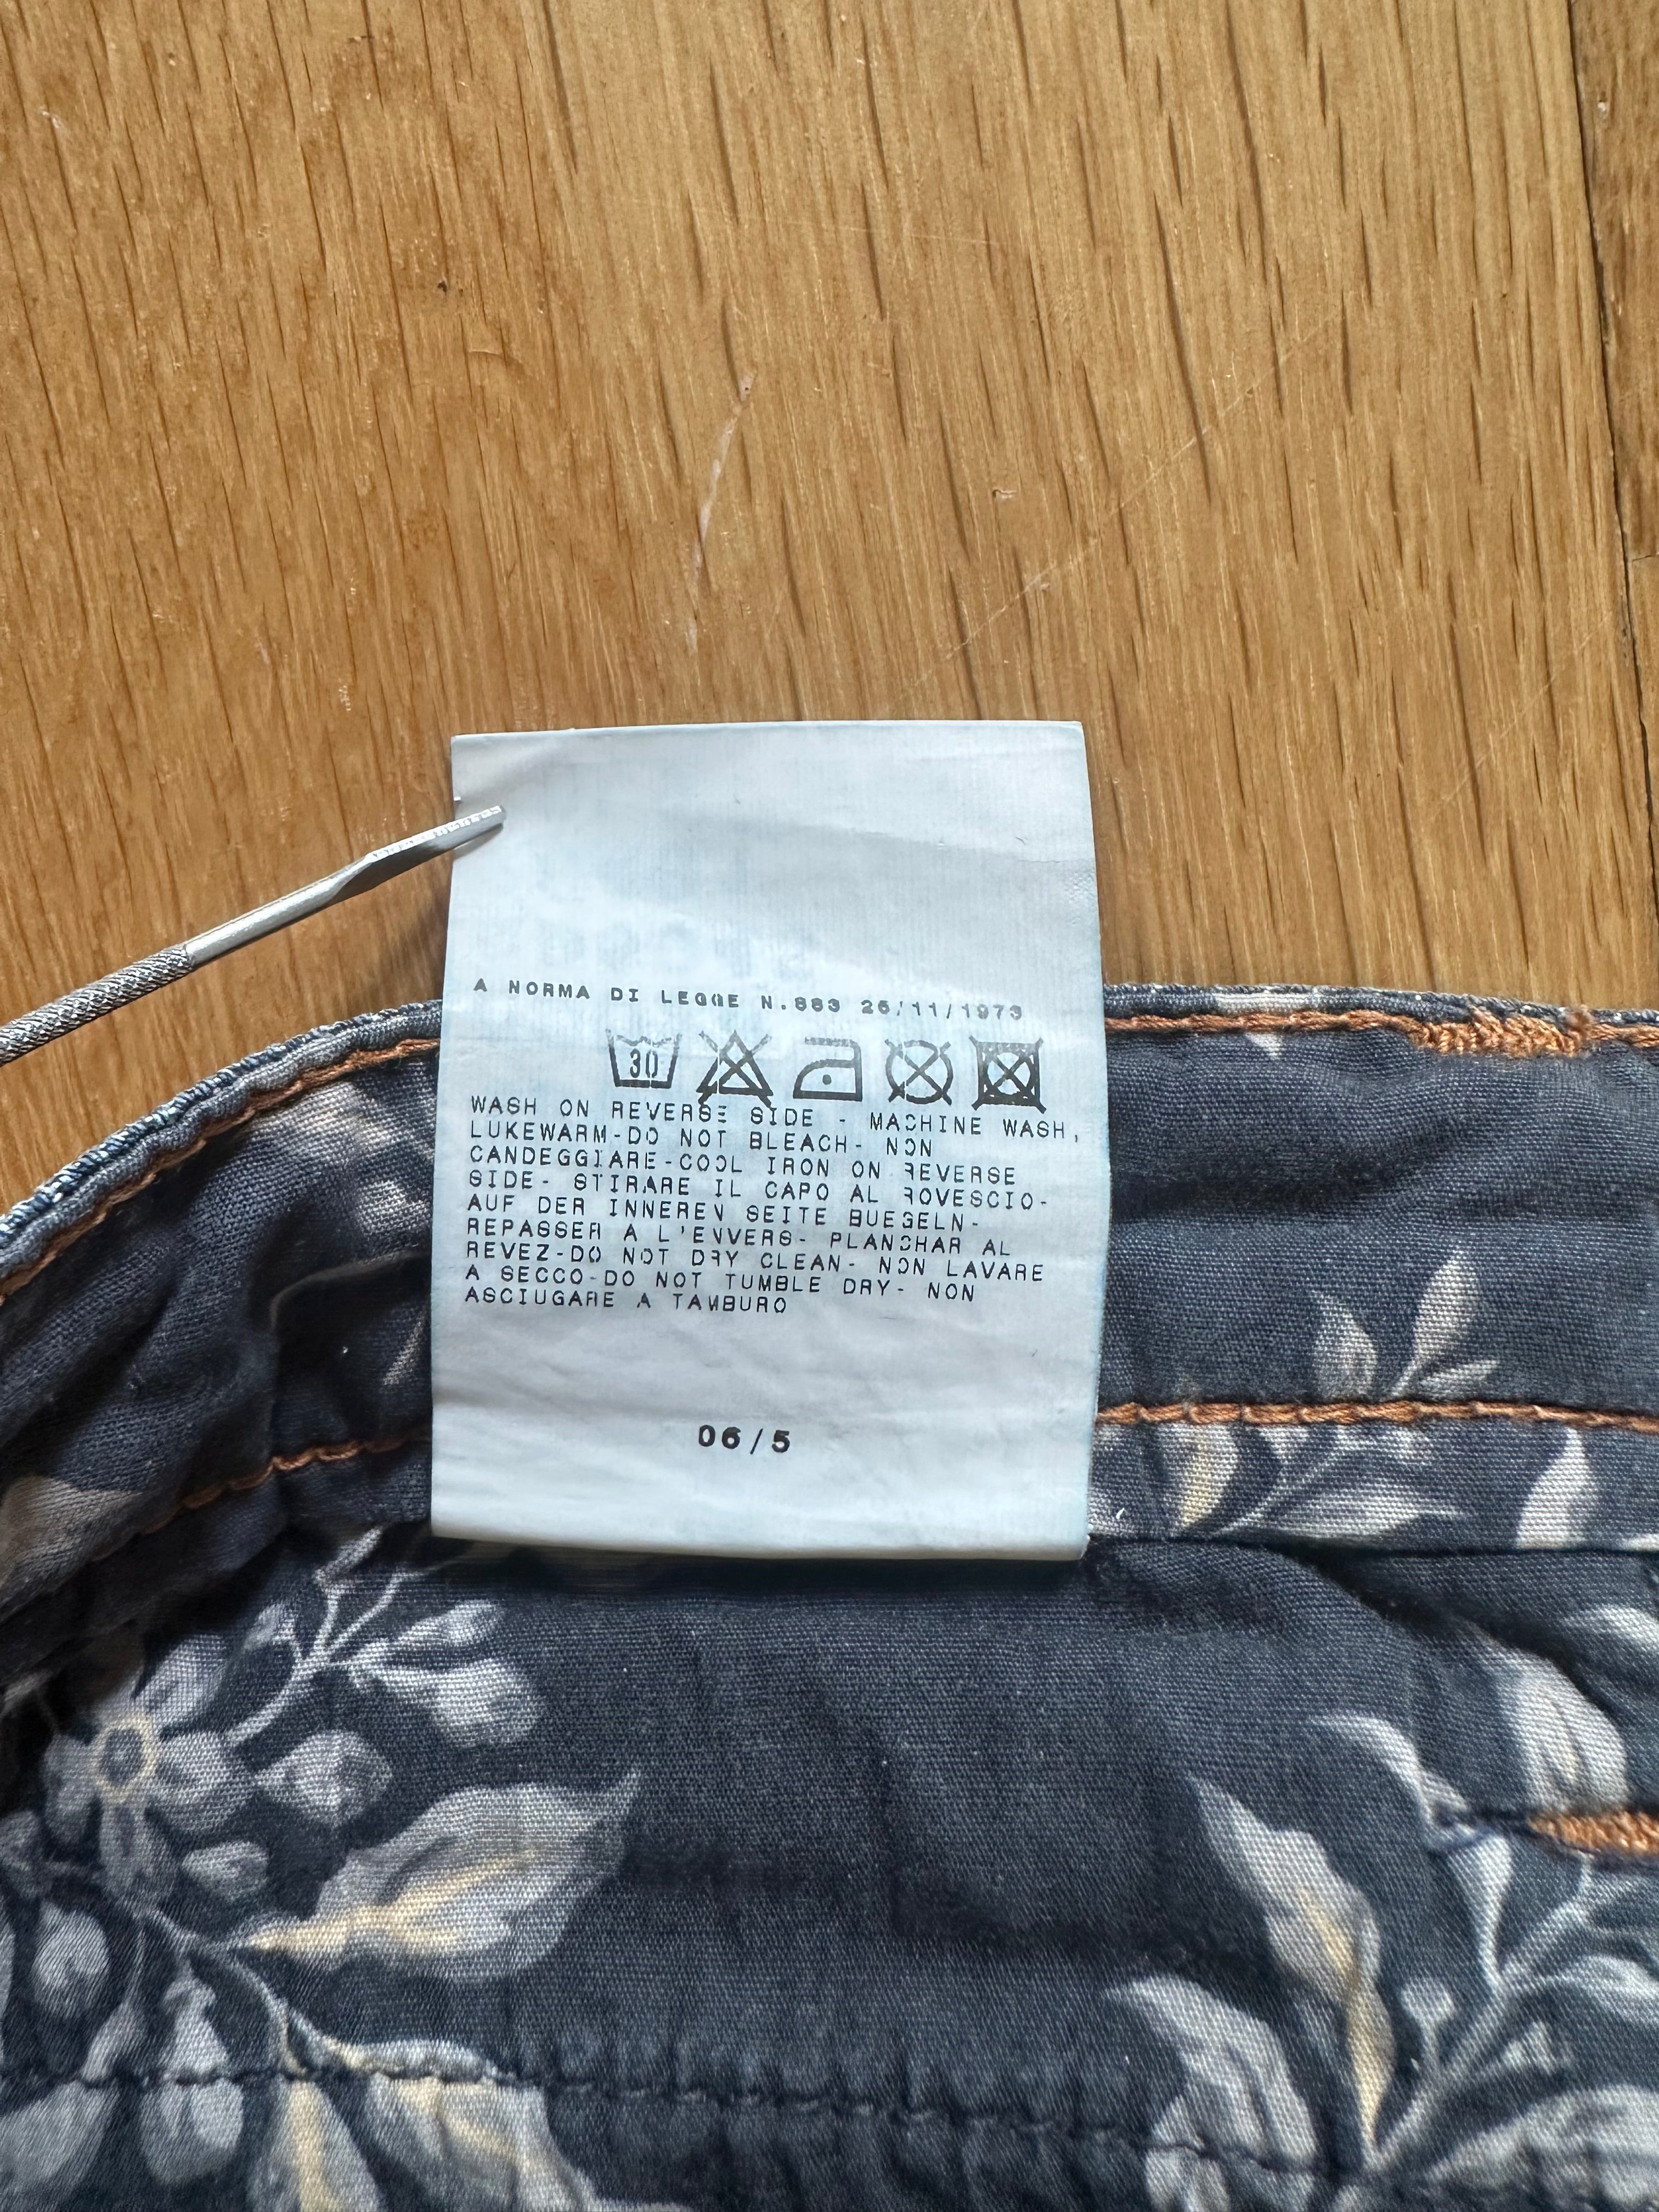 A NORMA DI LEGGE N.883 26/11/1973
30
WASH ON REVERSE SIDE - MACHINE WASH,
LUKEWARM-DO NOT BLEACH- NON
CANDEGGIARE-COOL IRON ON REVERSE
SIDE- STIRARE IL CAPO AL ROVESCIO-
AUF DER INNEREN SEITE BUEGELN-
REPASSER A L'ENVERS- PLANCHAR AL
REVEZ-DO NOT DRY CLEAN- NON LAVARE
A SECCO-DO NOT TUMBLE DRY- NON
ASCIUGARE A TAMBURO
06/5